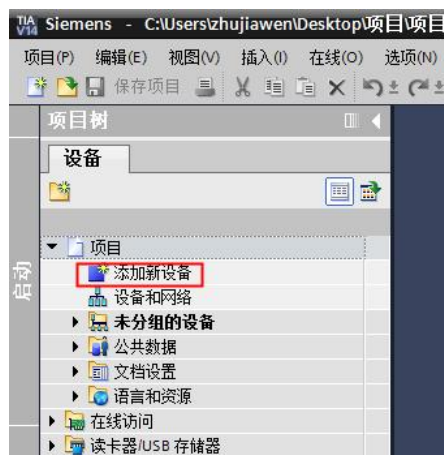 TIA V14 Siemens - C:\Users\zhujiawen\Desktop\项目\项目
项目(P) 编辑(E) 视图(V) 插入(I) 在线(O) 选项(N)
保存项目
项目树
设备
启动
项目
添加新设备
设备和网络
未分组的设备
公共数据
文档设置
语言和资源
在线访问
读卡器/USB 存储器